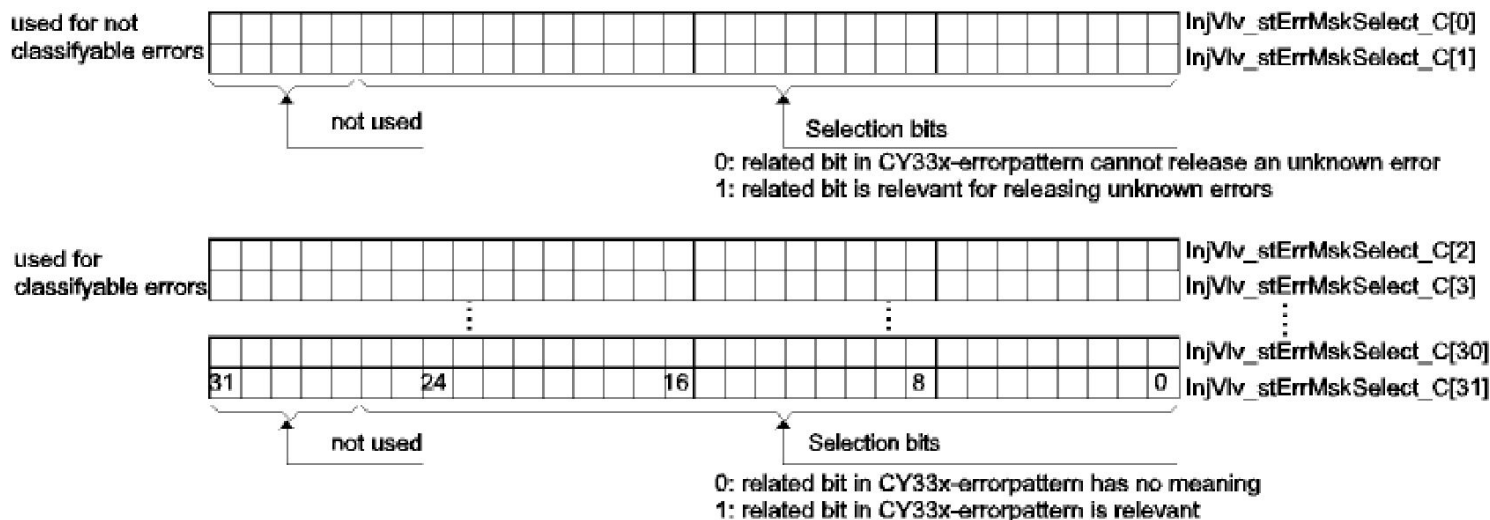 used for not
classifyable errors
InjVlv_stErrMskSelect_C[0]
InjVlv_stErrMskSelect_C[1]
not used
Selection bits
0: related bit in CY33x-errorpattern cannot release an unknown error
1: related bit is relevant for releasing unknown errors
used for
classifyable errors
InjVlv_stErrMskSelect_C[2]
InjVlv_stErrMskSelect_C[3]
InjVlv_stErrMskSelect_C[30]
31 24 16 8 0 InjVlv_stErrMskSelect_C[31]
not used
Selection bits
0: related bit in CY33x-errorpattern has no meaning
1: related bit in CY33x-errorpattern is relevant